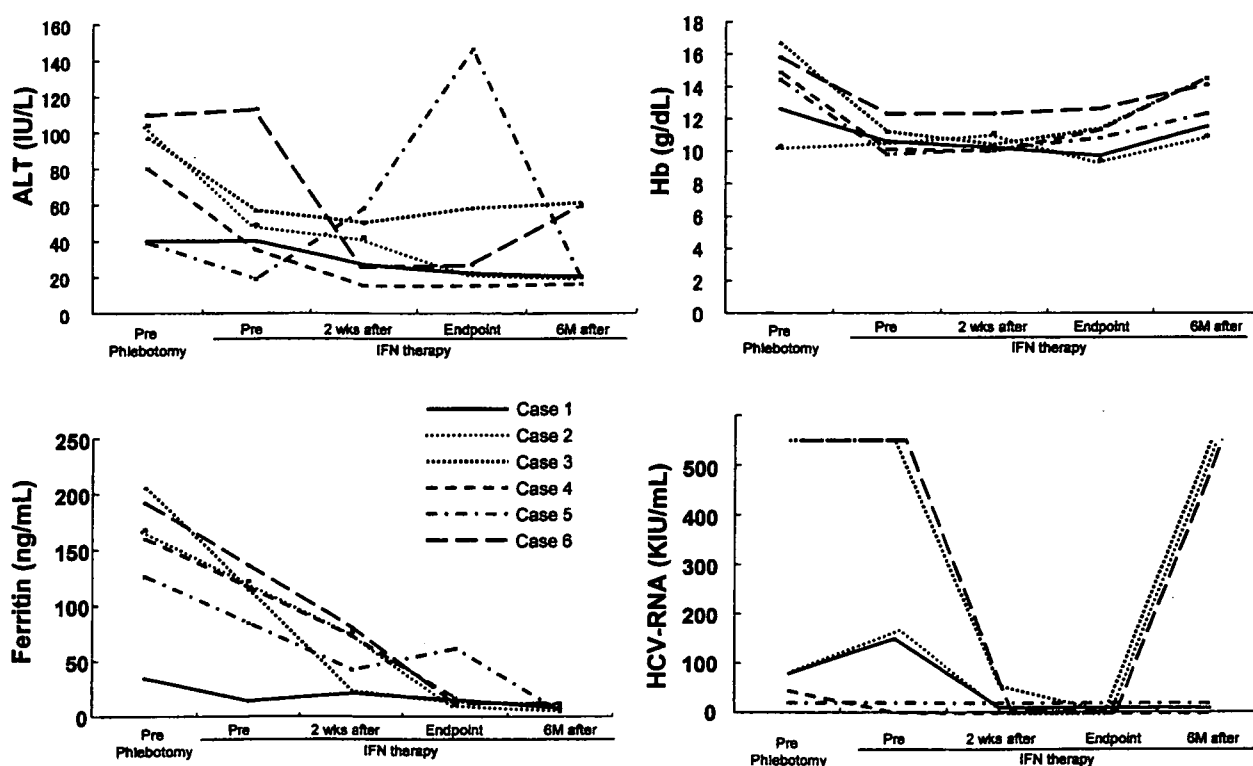 ALT (IU/L)
160
140
120
100
80
60
40
20
0
Pre
Phlebotomy
Pre
2 wks after
Endpoint
6M after
IFN therapy
Hb (g/dL)
18
16
14
12
10
8
6
4
2
0
Pre
Phlebotomy
Pre
2 wks after
Endpoint
6M after
IFN therapy
Ferritin (ng/mL)
250
200
150
100
50
0
Case 1
Case 2
Case 3
Case 4
Case 5
Case 6
Pre
Phlebotomy
Pre
2 wks after
Endpoint
6M after
IFN therapy
HCV-RNA (KIU/mL)
500
400
300
200
100
0
Pre
Phlebotomy
Pre
2 wks after
Endpoint
6M after
IFN therapy